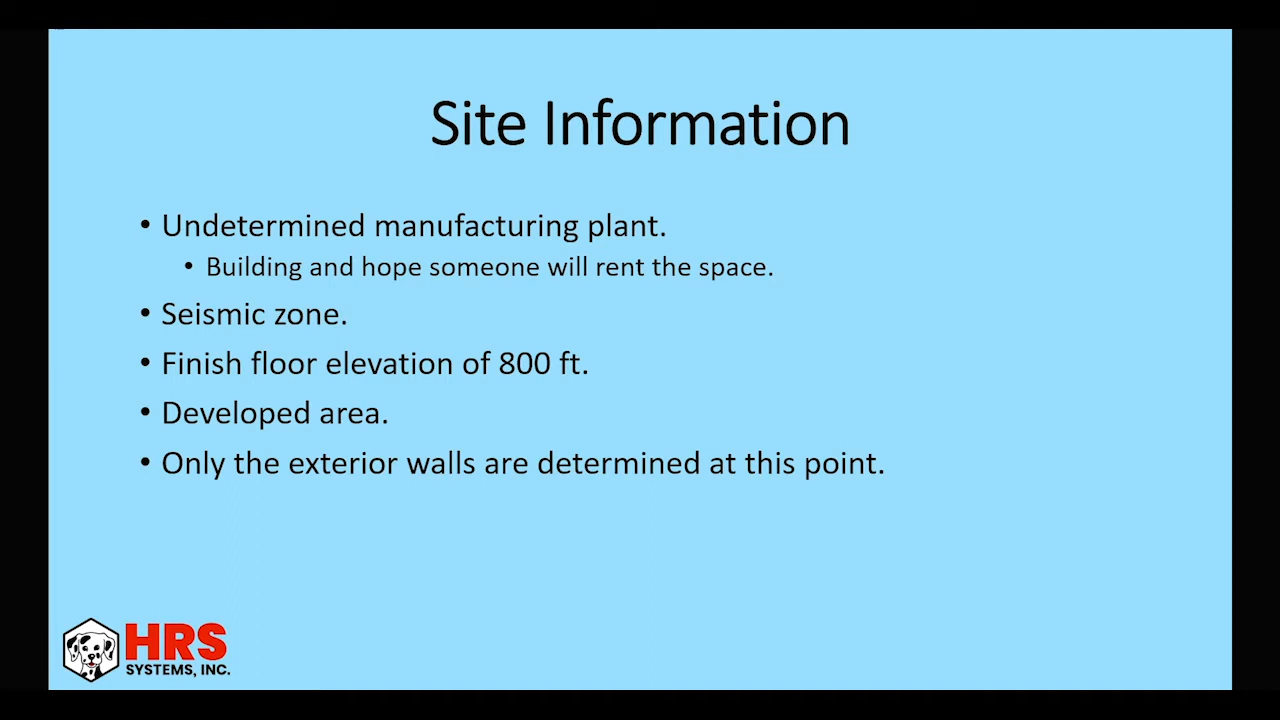 Site Information
• Undetermined manufacturing plant.
• Building and hope someone will rent the space.
• Seismic zone.
• Finish floor elevation of 800 ft.
• Developed area.
• Only the exterior walls are determined at this point.
HRS
SYSTEMS, INC.